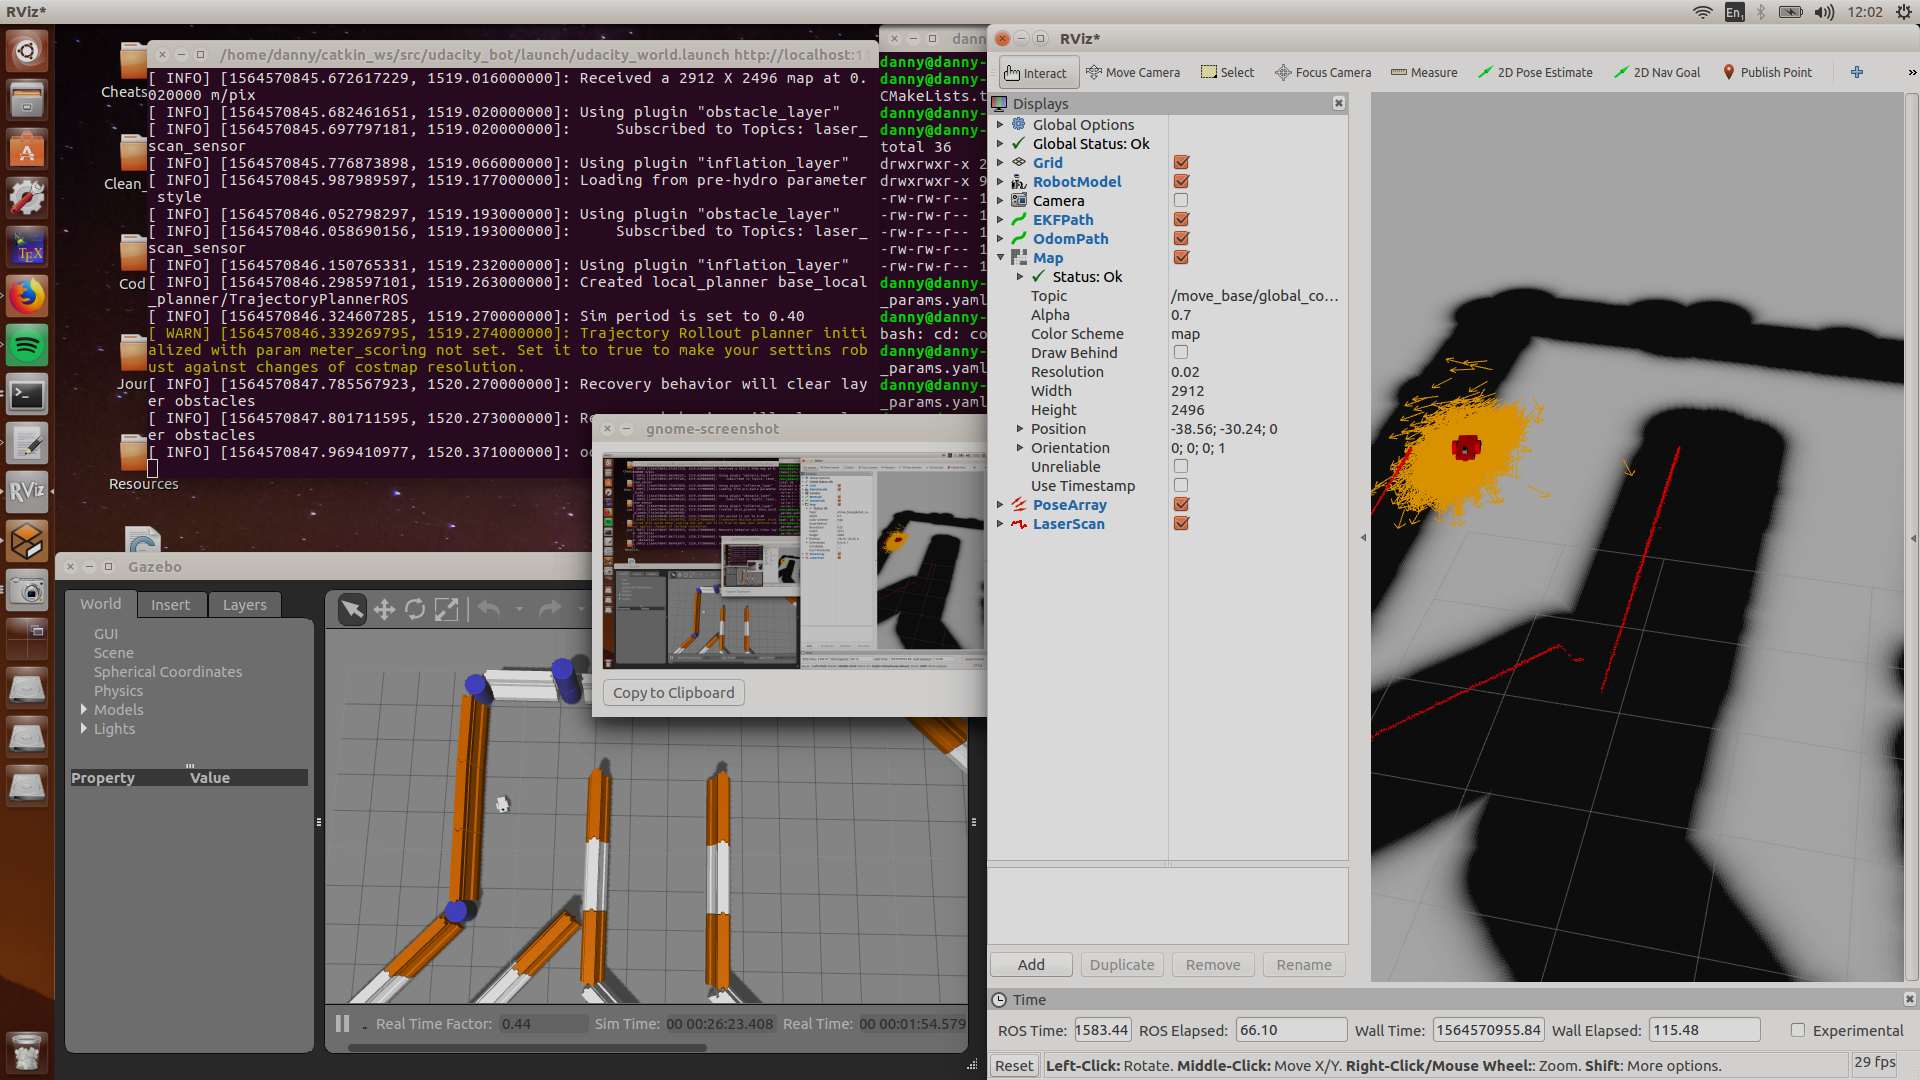 RViz*
En1
12:02
Cheats
Clean_
Cod
Jour
Resources
/home/danny/catkin_ws/src/udacity_bot/launch/udacity_world.launch http://localhost:1
[ INFO] [1564570845.672617229, 1519.016000000]: Received a 2912 X 2496 map at 0.
020000 m/pix
[ INFO] [1564570845.682461651, 1519.020000000]: Using plugin "obstacle_layer"
[ INFO] [1564570845.697797181, 1519.020000000]:     Subscribed to Topics: laser_
scan_sensor
[ INFO] [1564570845.776873898, 1519.066000000]: Using plugin "inflation_layer"
[ INFO] [1564570845.987989597, 1519.177000000]: Loading from pre-hydro parameter
 style
[ INFO] [1564570846.052798297, 1519.193000000]: Using plugin "obstacle_layer"
[ INFO] [1564570846.058690156, 1519.193000000]:     Subscribed to Topics: laser_
scan_sensor
[ INFO] [1564570846.150765331, 1519.232000000]: Using plugin "inflation_layer"
[ INFO] [1564570846.298597101, 1519.263000000]: Created local_planner base_local
_planner/TrajectoryPlannerROS
[ INFO] [1564570846.324607285, 1519.270000000]: Sim period is set to 0.40
[ WARN] [1564570846.339269795, 1519.274000000]: Trajectory Rollout planner initi
alized with param meter_scoring not set. Set it to true to make your settins rob
ust against changes of costmap resolution.
[ INFO] [1564570847.785567923, 1520.270000000]: Recovery behavior will clear lay
er obstacles
[ INFO] [1564570847.801711595, 1520.273000000]: Re
er obstacles
[ INFO] [1564570847.969410977, 1520.371000000]: o
dann
danny@danny-
CMakeLists.t
danny@danny-
danny@danny-
total 36
drwxrwxr-x 2
drwxrwxr-x 9
-rw-rw-r-- 1
-rw-rw-r-- 1
-rw-rw-r-- 1
-rw-rw-r-- 1
-rw-rw-r-- 1
danny@danny-
_params.yaml
danny@danny-
bash: cd: co
danny@danny-
_params.yaml
danny@danny-
_params.yaml
gnome-screenshot
Copy to Clipboard
Gazebo
World Insert Layers
GUI
Scene
Spherical Coordinates
Physics
Models
Lights
Property Value
Real Time Factor: 0.44 Sim Time: 00 00:26:23.408 Real Time: 00 00:01:54.579
RViz*
Interact Move Camera Select Focus Camera Measure 2D Pose Estimate 2D Nav Goal Publish Point
Displays
Global Options
Global Status: Ok
Grid
RobotModel
Camera
EKFPath
OdomPath
Map
Status: Ok
Topic /move_base/global_co…
Alpha 0.7
Color Scheme map
Draw Behind
Resolution 0.02
Width 2912
Height 2496
Position -38.56; -30.24; 0
Orientation 0; 0; 0; 1
Unreliable
Use Timestamp
PoseArray
LaserScan
Add Duplicate Remove Rename
Time
ROS Time: 1583.44 ROS Elapsed: 66.10 Wall Time: 1564570955.84 Wall Elapsed: 115.48 Experimental
Reset Left-Click: Rotate. Middle-Click: Move X/Y. Right-Click/Mouse Wheel:: Zoom. Shift: More options. 29 fps
TEX
RViz